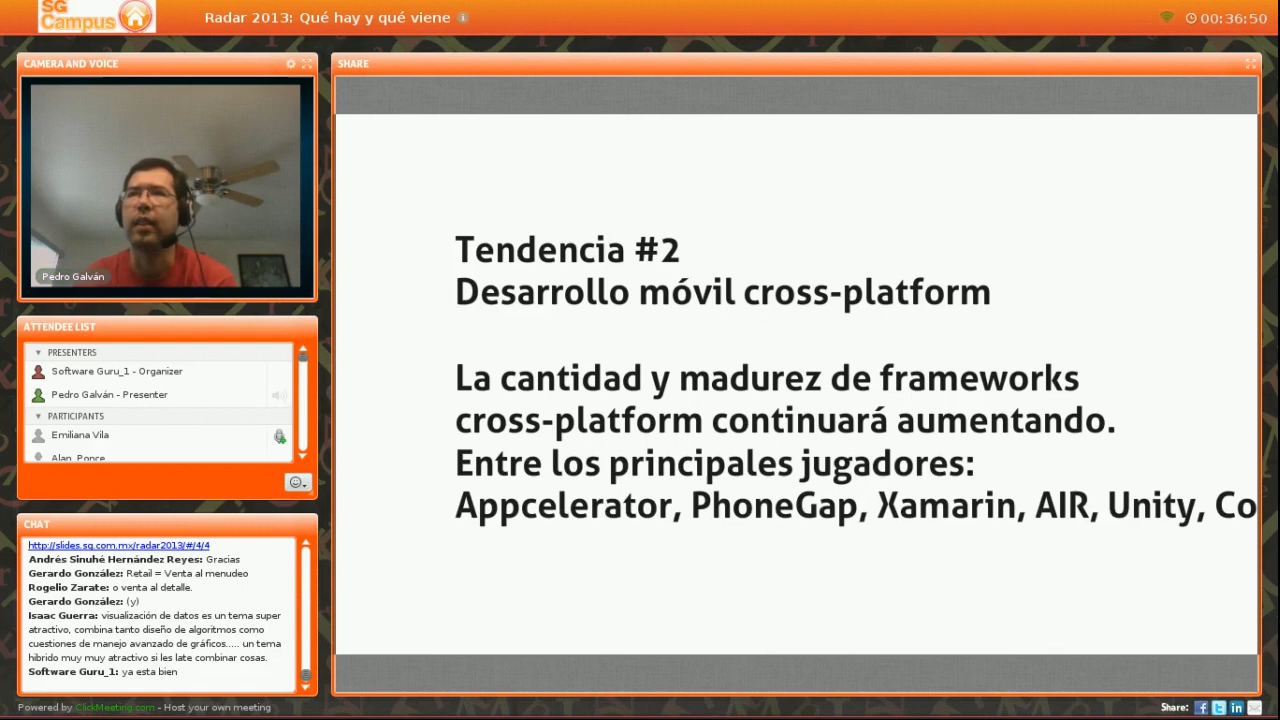 SG
Campus
Radar 2013: Qué hay y qué viene
00:36:50
CAMERA AND VOICE
Pedro Galván
ATTENDEE LIST
PRESENTERS
Software Guru_1 - Organizer
Pedro Galván - Presenter
PARTICIPANTS
Emiliana Vila
Alan Ponce
CHAT
http://slides.sg.com.mx/radar2013/#/4/4
Andrés Sinuhé Hernández Reyes: Gracias
Gerardo González: Retail = Venta al menudeo
Rogelio Zarate: o venta al detalle.
Gerardo González: (y)
Isaac Guerra: visualización de datos es un tema super
atractivo, combina tanto diseño de algoritmos como
cuestiones de manejo avanzado de gráficos..... un tema
hibrido muy muy atractivo si les late combinar cosas.
Software Guru_1: ya esta bien
SHARE
Tendencia #2
Desarrollo móvil cross-platform
La cantidad y madurez de frameworks
cross-platform continuará aumentando.
Entre los principales jugadores:
Appcelerator, PhoneGap, Xamarin, AIR, Unity, Co
Powered by ClickMeeting.com - Host your own meeting
Share: